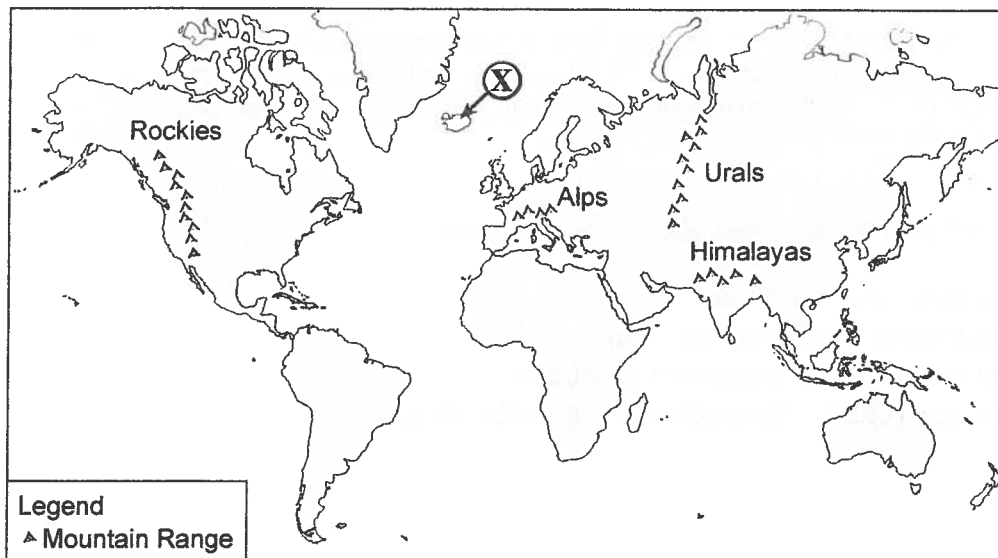 X
Rockies
Alps
Urals
Himalayas
Legend
Mountain Range